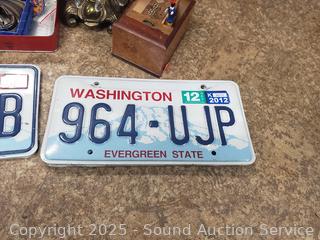 WASHINGTON
12 K 2012
B
964-UJP
EVERGREEN STATE
Copyright 2025 - Sound Auction Service